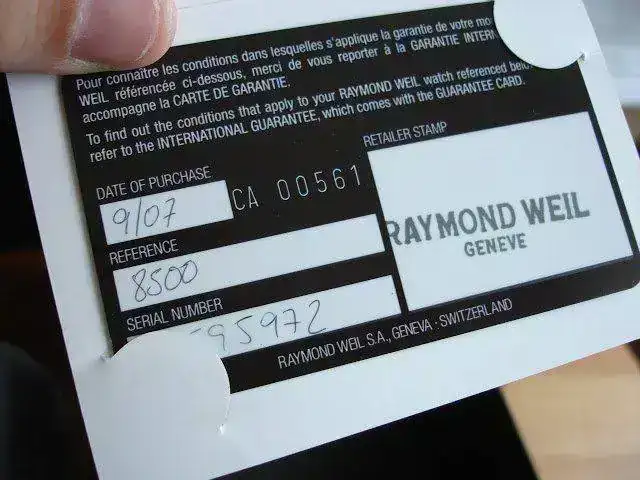 Pour connaître les conditions dans lesquelles s'applique la garantie de votre
WEIL référencée ci-dessous, merci de vous reporter à la GARANTIE
accompagne la CARTE DE GARANTIE.
To find out the conditions that apply to your RAYMOND WEIL watch referenced
refer to the INTERNATIONAL GUARANTEE, which comes with the GUARANTEE CARD.
DATE OF PURCHASE
9/07
CA 00561
RETAILER STAMP
RAYMOND WEIL
GENEVE
REFERENCE
8500
SERIAL NUMBER
95972
RAYMOND WEIL S.A., GENEVA - SWITZERLAND